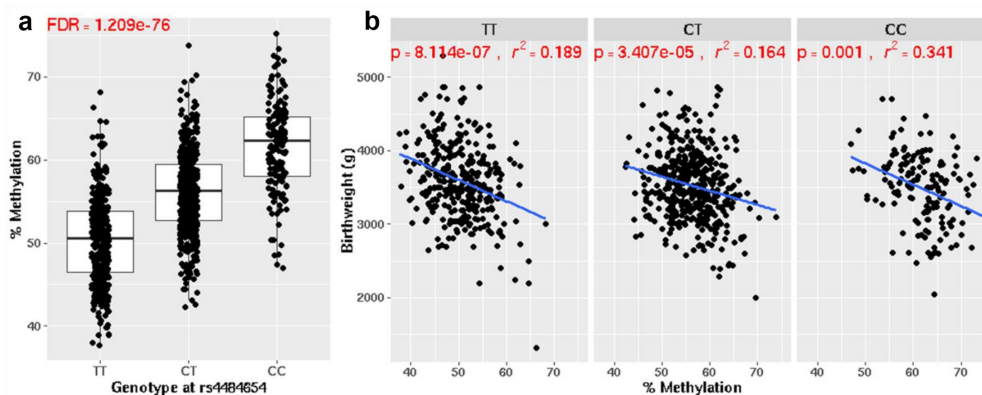 a
FDR = 1.209e-76
% Methylation
70
60
50
40
TT CT CC
Genotype at rs4484654
b
TT CT CC
p = 8.114e-07 , r² = 0.189 p = 3.407e-05 , r² = 0.164 p = 0.001 , r² = 0.341
Birthweight (g)
5000
4000
3000
2000
40 50 60 70 40 50 60 70 40 50 60 70
% Methylation